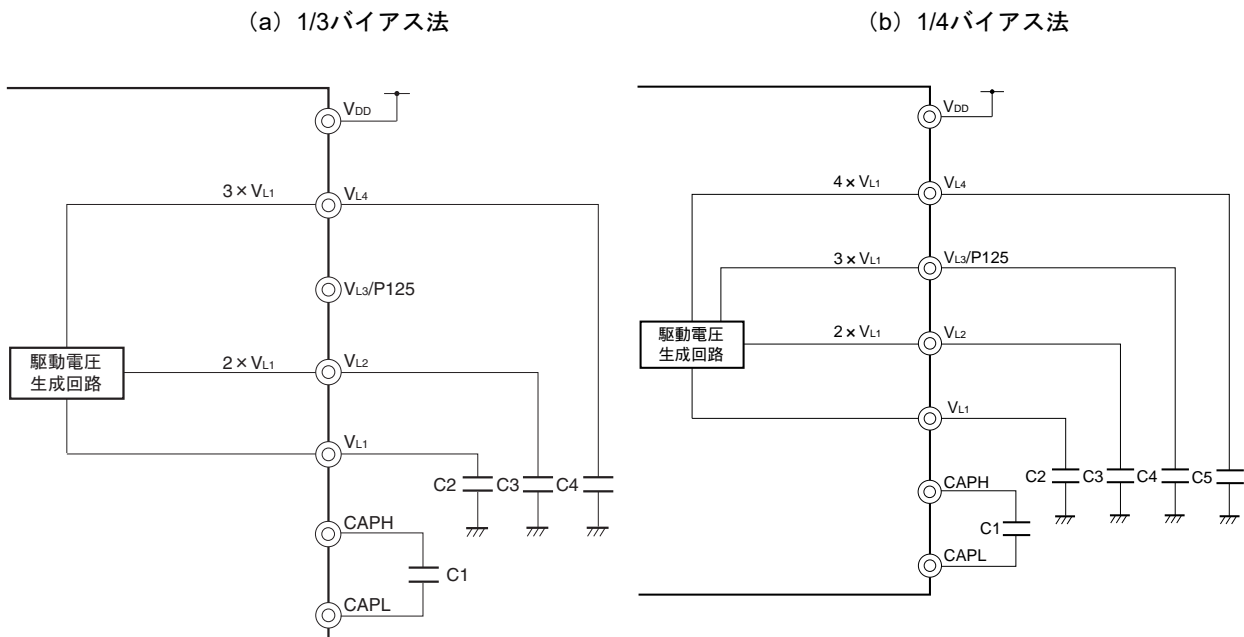 (a) 1/3バイアス法
VDD
3 × VL1
VL4
VL3/P125
駆動電圧
生成回路
2 × VL1
VL2
VL1
C2
C3
C4
CAPH
C1
CAPL
(b) 1/4バイアス法
VDD
4 × VL1
VL4
3 × VL1
VL3/P125
駆動電圧
生成回路
2 × VL1
VL2
VL1
C2
C3
C4
C5
CAPH
C1
CAPL